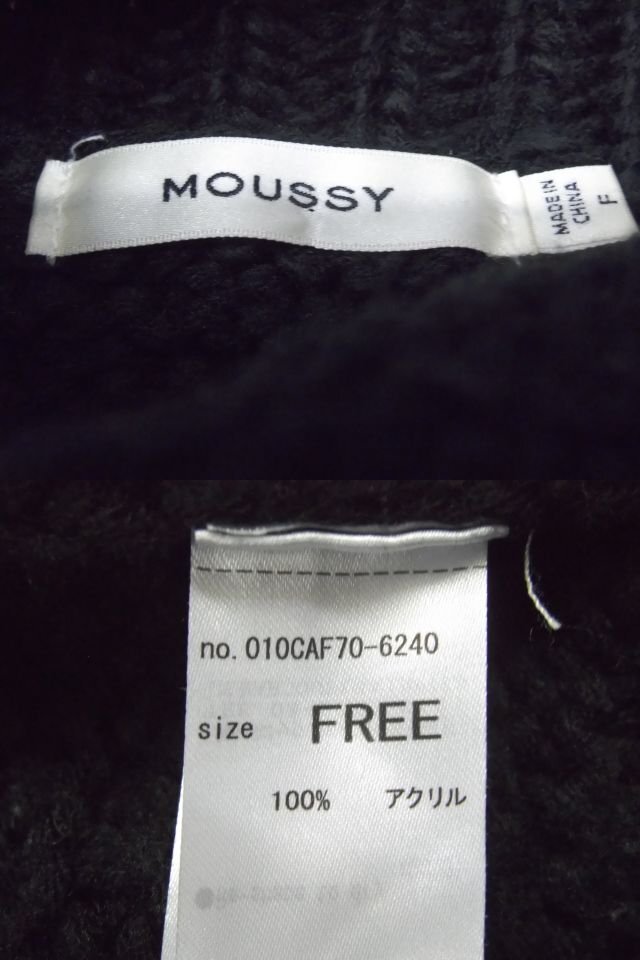 MOUSSY
MADE IN
CHINA
F
no. 010CAF70-6240
size FREE
100% アクリル